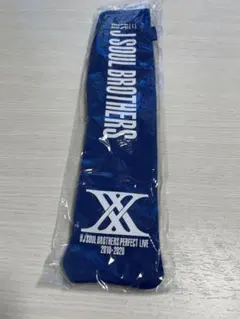 J SOUL BROTHERS
XX
J SOUL BROTHERS PERFECT LIVE
2010-2020